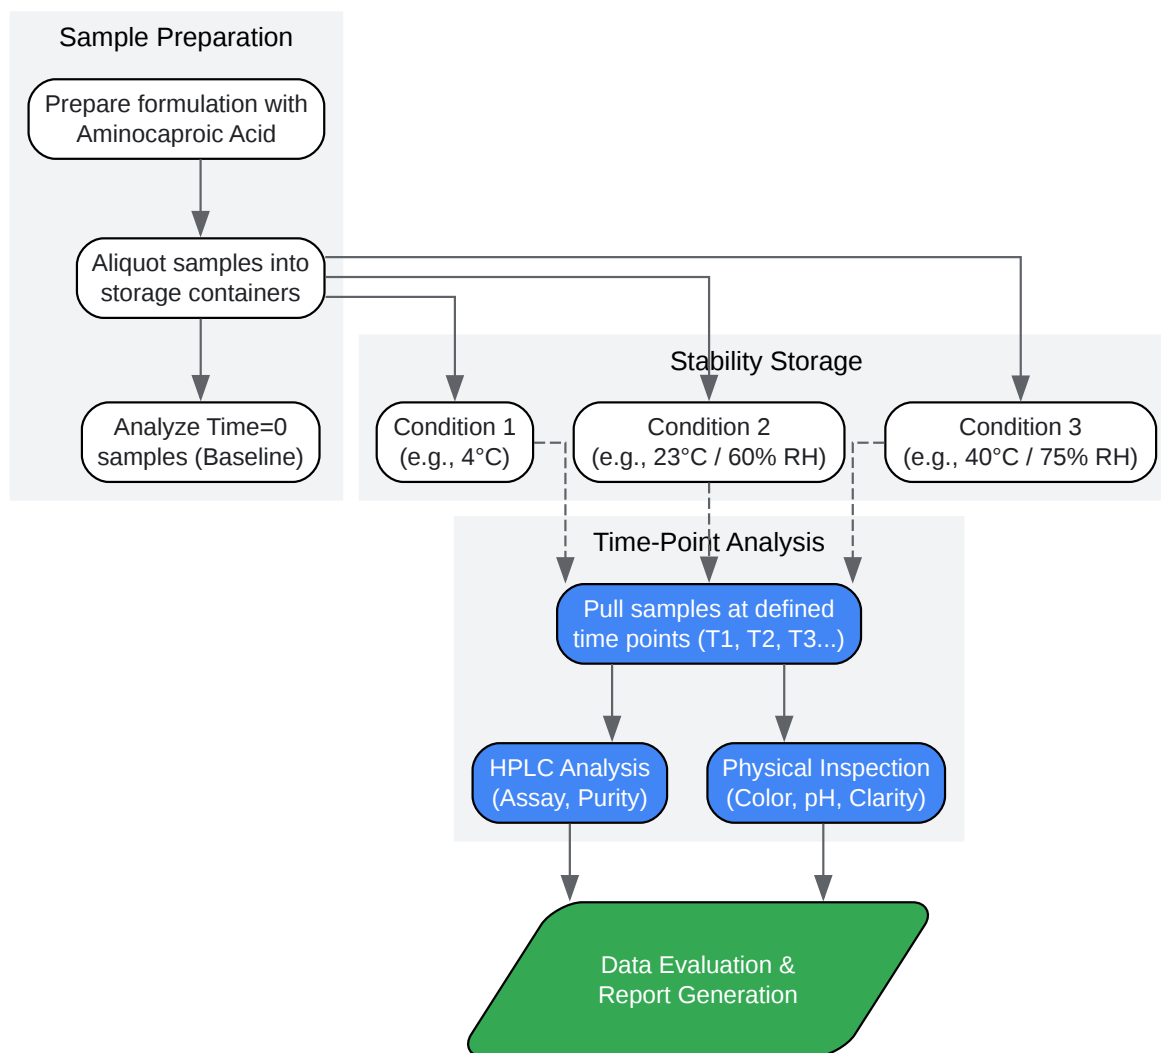 Sample Preparation
Prepare formulation with
Aminocaproic Acid
Aliquot samples into
storage containers
Analyze Time=0
samples (Baseline)
Stability Storage
Condition 1
(e.g., 4°C)
Condition 2
(e.g., 23°C / 60% RH)
Condition 3
(e.g., 40°C / 75% RH)
Time-Point Analysis
Pull samples at defined
time points (T1, T2, T3...)
HPLC Analysis
(Assay, Purity)
Physical Inspection
(Color, pH, Clarity)
Data Evaluation &
Report Generation